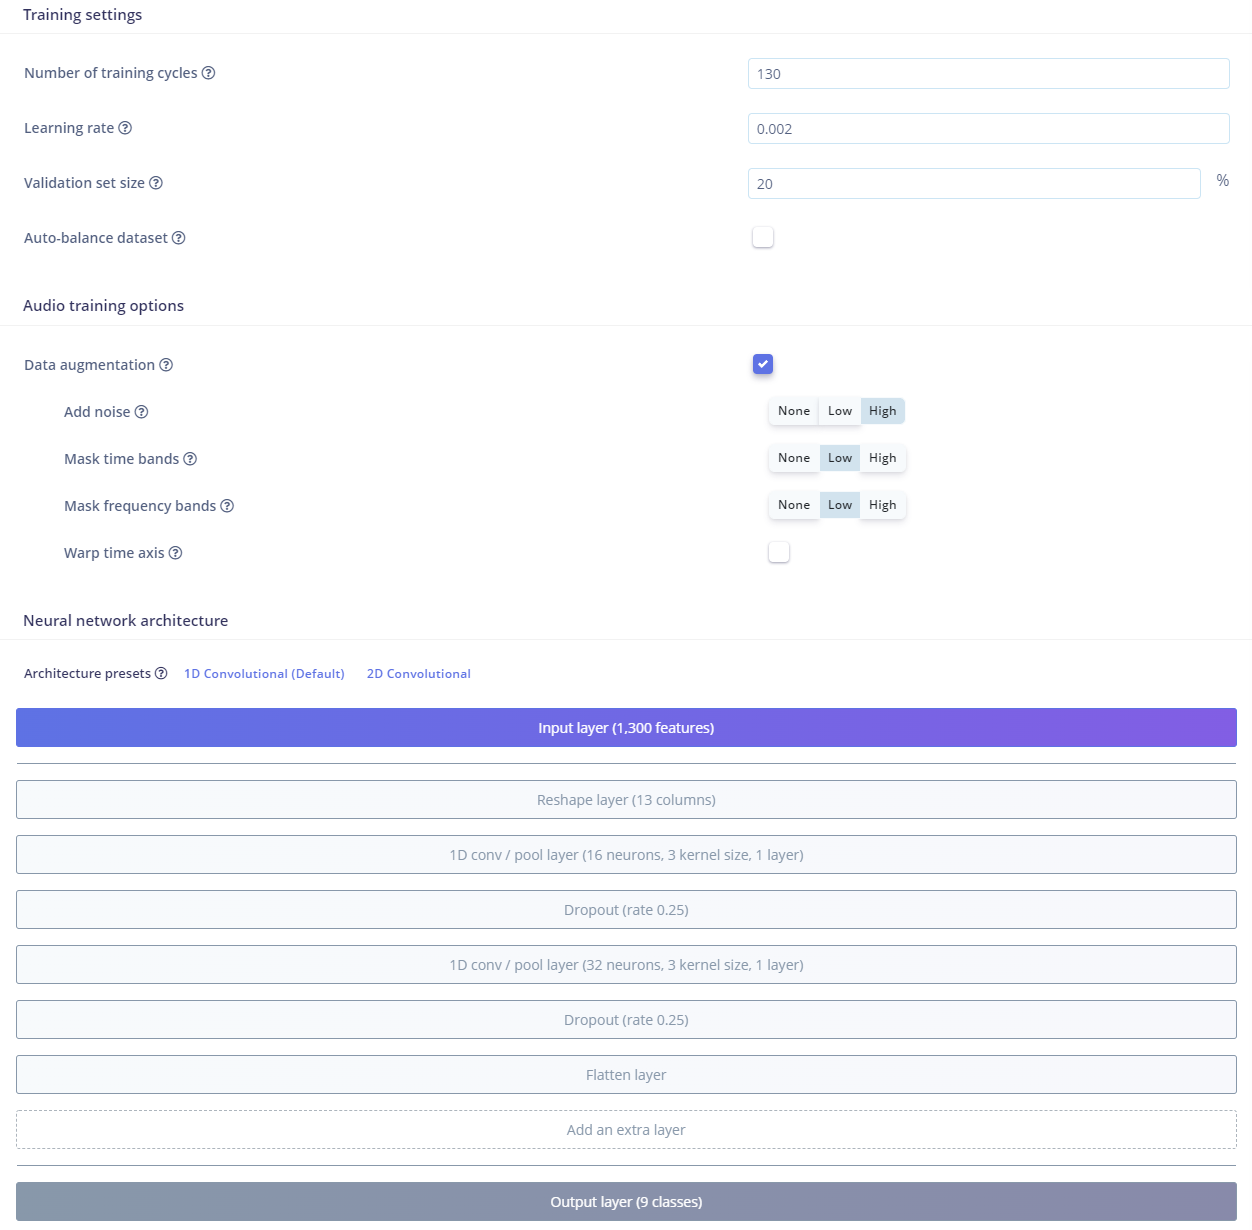 Training settings
Number of training cycles
130
Learning rate
0.002
Validation set size
20 %
Auto-balance dataset
Audio training options
Data augmentation
Add noise None Low High
Mask time bands None Low High
Mask frequency bands None Low High
Warp time axis
Neural network architecture
Architecture presets 1D Convolutional (Default) 2D Convolutional
Input layer (1,300 features)
Reshape layer (13 columns)
1D conv / pool layer (16 neurons, 3 kernel size, 1 layer)
Dropout (rate 0.25)
1D conv / pool layer (32 neurons, 3 kernel size, 1 layer)
Dropout (rate 0.25)
Flatten layer
Add an extra layer
Output layer (9 classes)